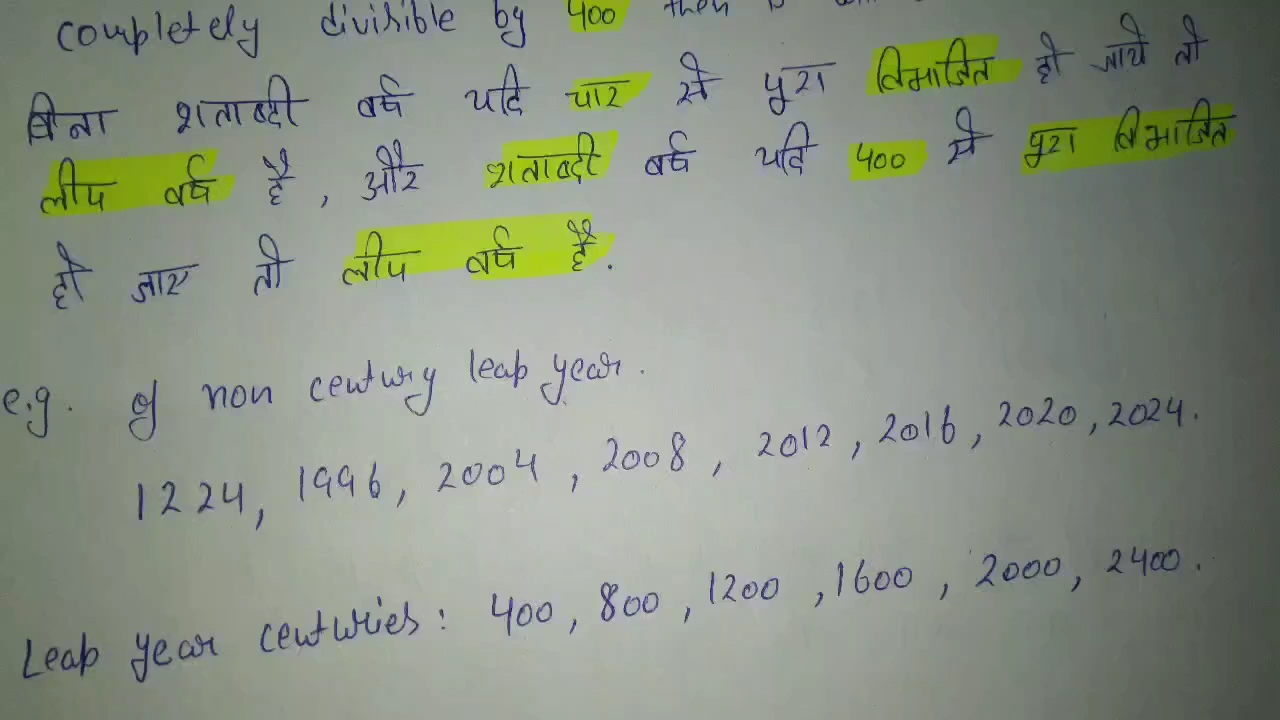 completely divisible by 400 then
बिना शताब्दी वर्ष यदि चार से पुरा विभाजित हो जाये तो
लीप वर्ष है , और शताब्दी वर्ष यदि 400 से पुरा विभाजित
हो जाए तो लीप वर्ष है .
e.g. of non century leap year .
1224, 1996, 2004 , 2008 , 2012 , 2016 , 2020 , 2024 .
Leap year centuries : 400 , 800 , 1200 , 1600 , 2000 , 2400 .